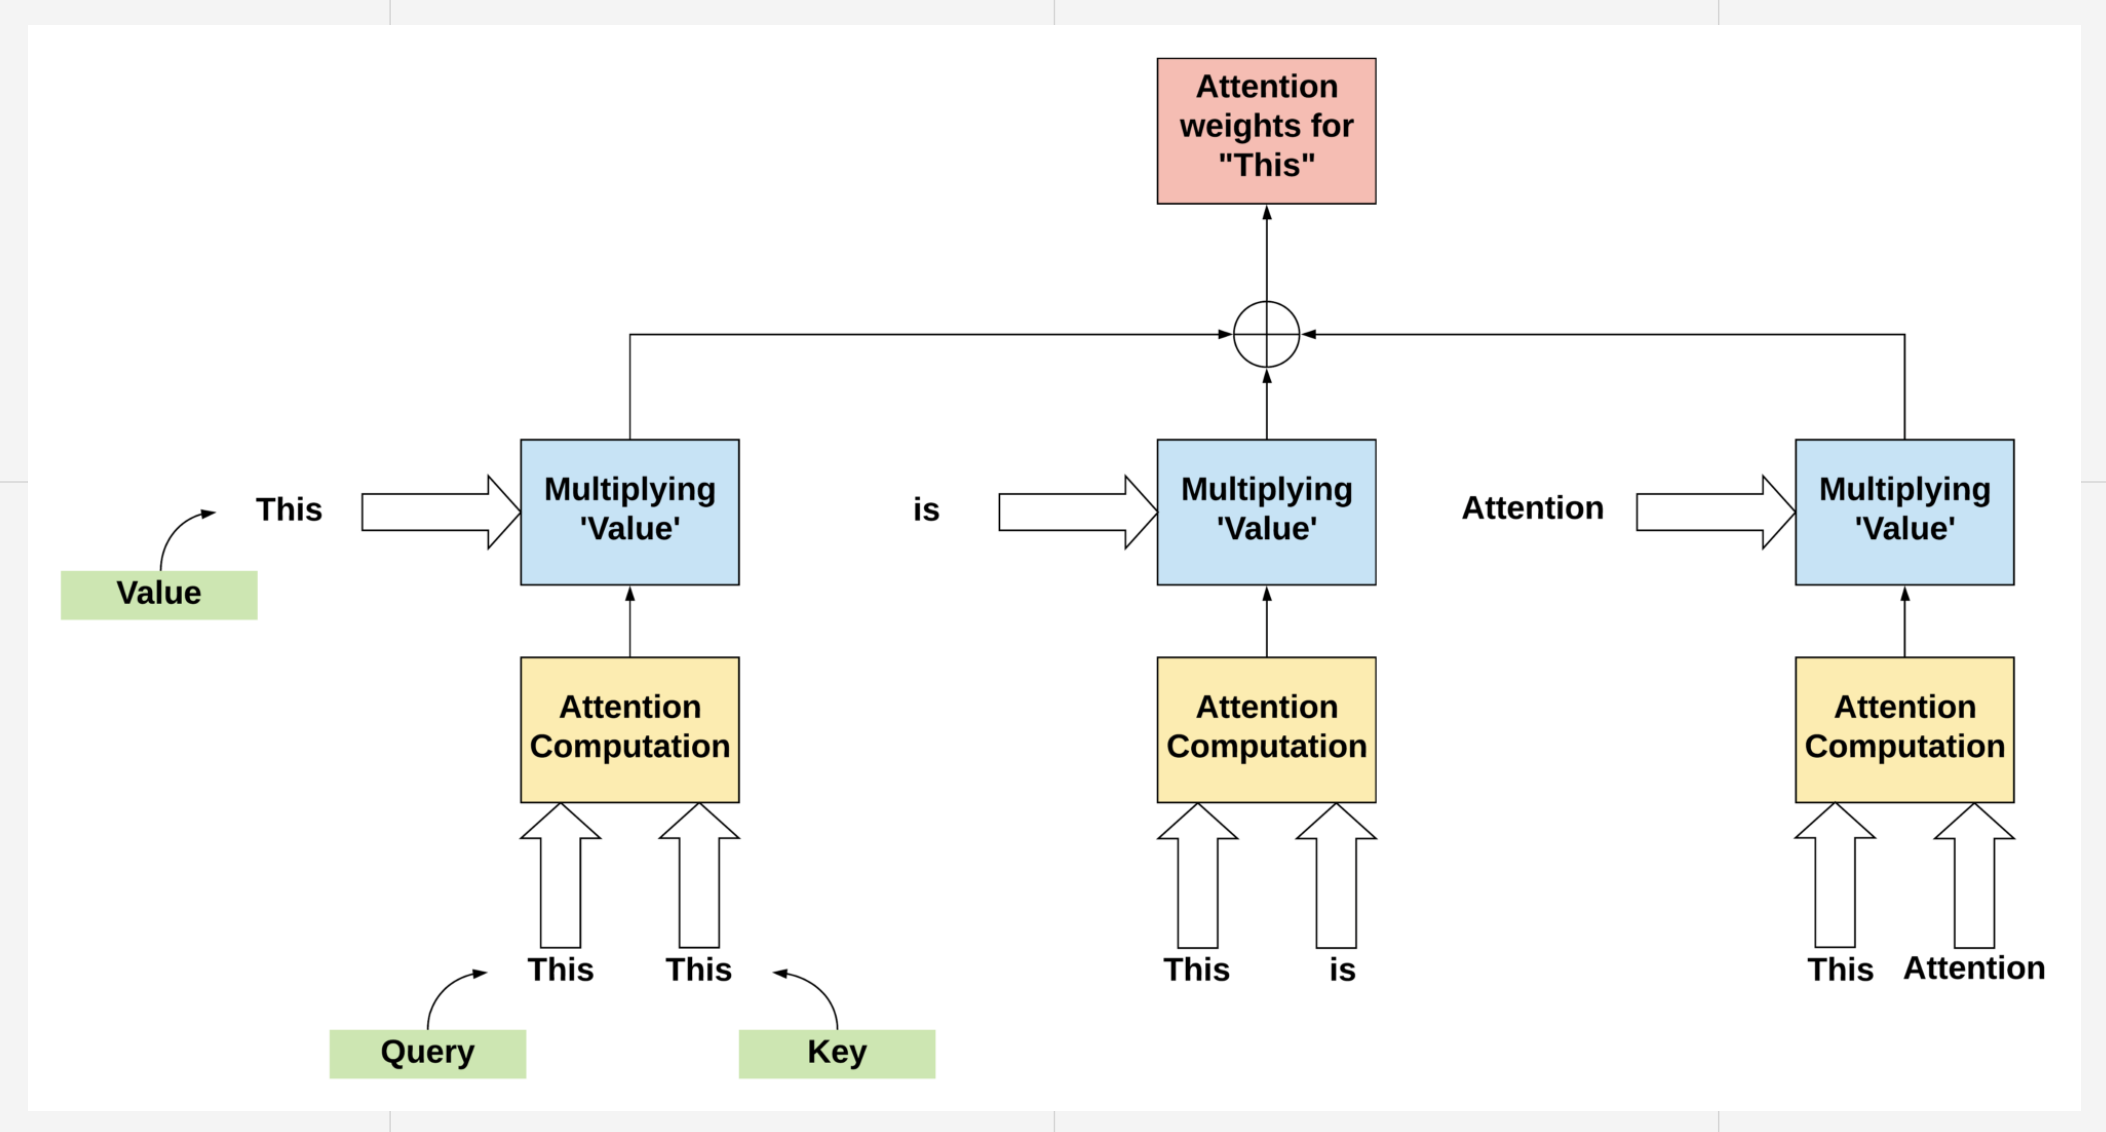 Attention
weights for
"This"
This
Multiplying
'Value'
is
Multiplying
'Value'
Attention
Multiplying
'Value'
Value
Attention
Computation
Attention
Computation
Attention
Computation
This This
This is
This Attention
Query
Key